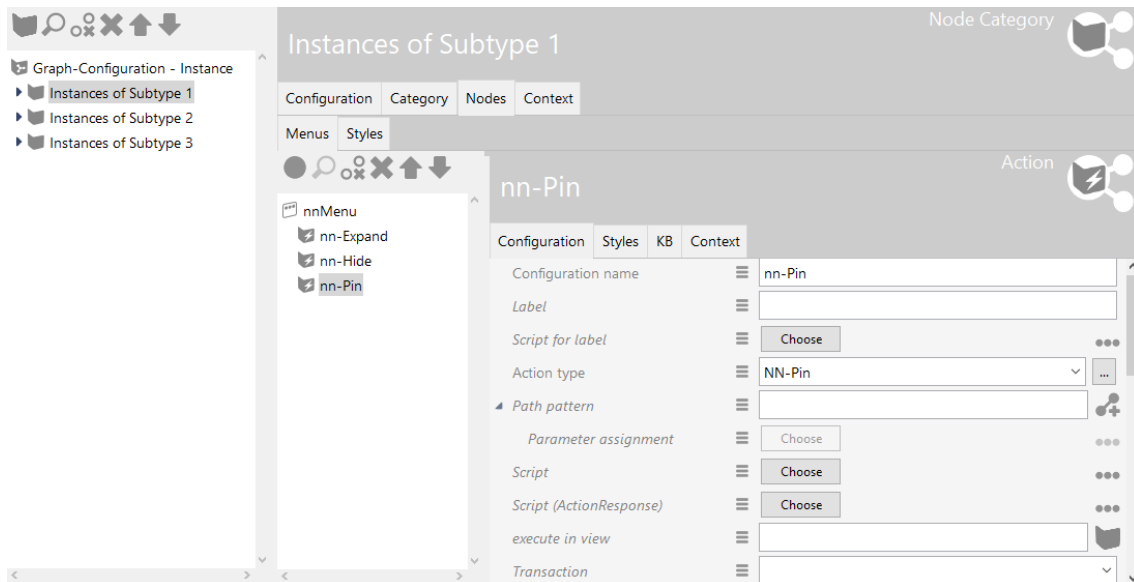 Graph-Configuration - Instance
Instances of Subtype 1
Instances of Subtype 2
Instances of Subtype 3
Instances of Subtype 1
Node Category
Configuration Category Nodes Context
Menus Styles
nnMenu
nn-Expand
nn-Hide
nn-Pin
nn-Pin
Action
Configuration Styles KB Context
Configuration name nn-Pin
Label
Script for label Choose
Action type NN-Pin ...
Path pattern
Parameter assignment Choose
Script Choose
Script (ActionResponse) Choose
execute in view
Transaction